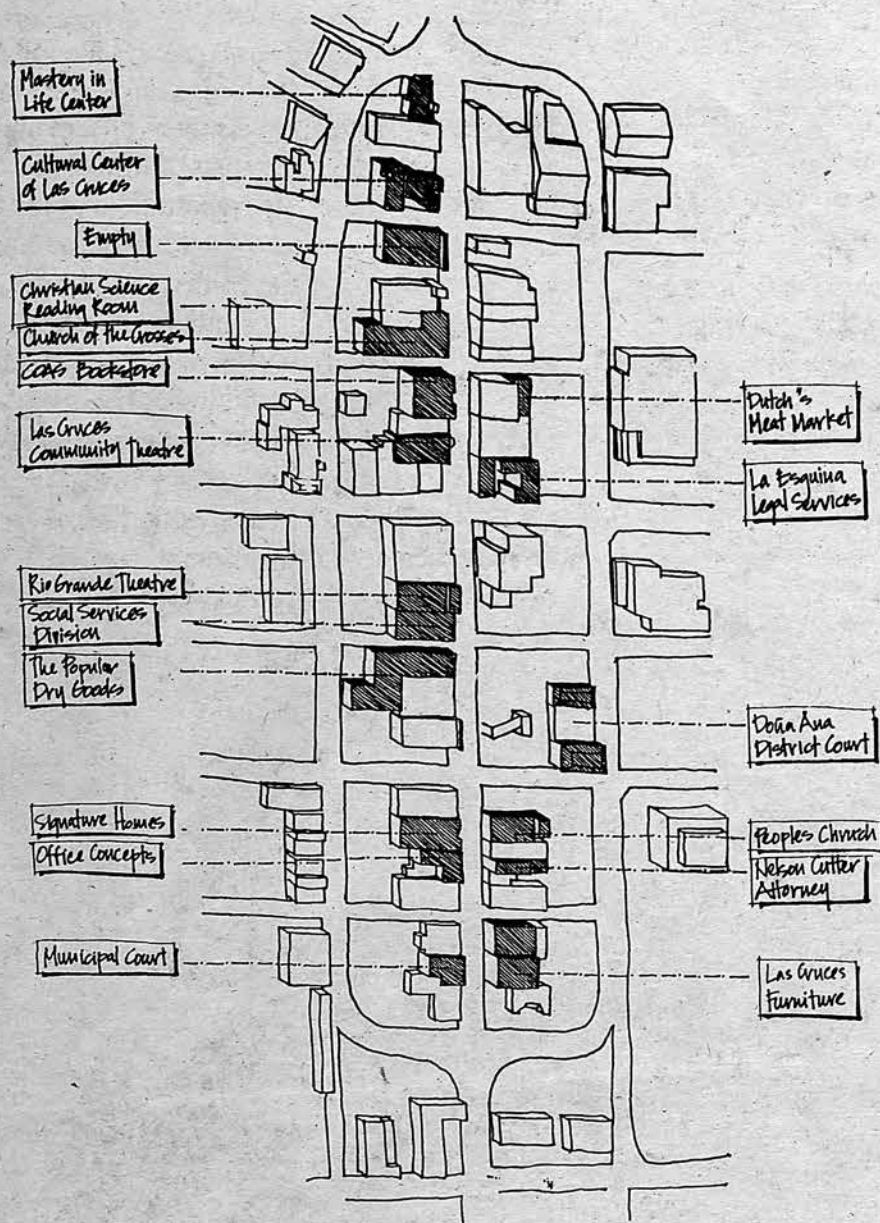 Mastery in
Life Center
Cultural Center
of Las Cruces
Empty
Christian Science
Reading Room
Church of the Crosses
COAS Bookstore
Las Cruces
Community Theatre
Rio Grande Theatre
Social Services
Division
The Popular
Dry Goods
Signature Homes
Office Concepts
Municipal Court
Dutch's
Meat Market
La Esquina
Legal Services
Doña Ana
District Court
Peoples Church
Nelson Cutter
Attorney
Las Cruces
Furniture